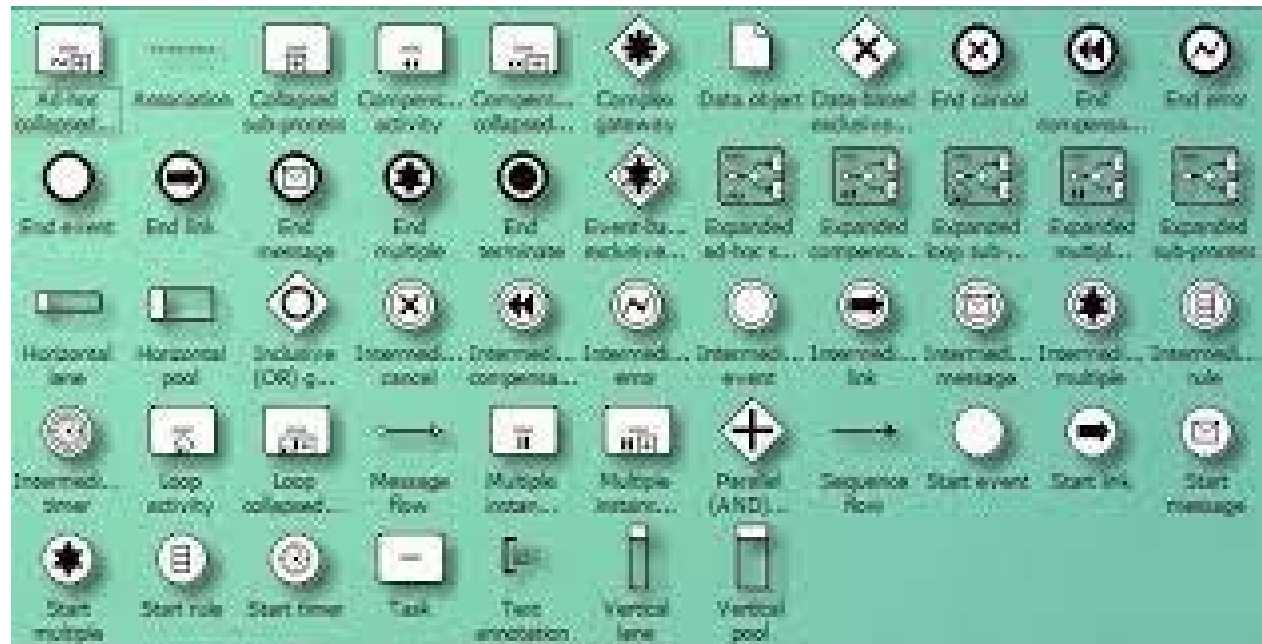 Ad-hoc
collapsed...
Association
Collapsed
sub-process
Compens...
activity
Compens...
collapsed...
Complex
gateway
Data object
Data-based
exclusive...
End cancel
End
compensa...
End error
End event
End link
End
message
End
multiple
End
terminate
Event-ba...
exclusive...
Expanded
ad-hoc s...
Expanded
compensa...
Expanded
loop sub-...
Expanded
multipl...
Expanded
sub-process
Horizontal
lane
Horizontal
pool
Inclusive
(OR) g...
Intermedi...
cancel
Intermedi...
compensa...
Intermedi...
error
Intermedi...
event
Intermedi...
link
Intermedi...
message
Intermedi...
multiple
Intermedi...
rule
Intermedi...
timer
Loop
activity
Loop
collapsed...
Message
flow
Multiple
instan...
Multiple
instanc...
Parallel
(AND)...
Sequence
flow
Start event
Start link
Start
message
Start
multiple
Start rule
Start timer
Task
Text
annotation
Vertical
lane
Vertical
pool